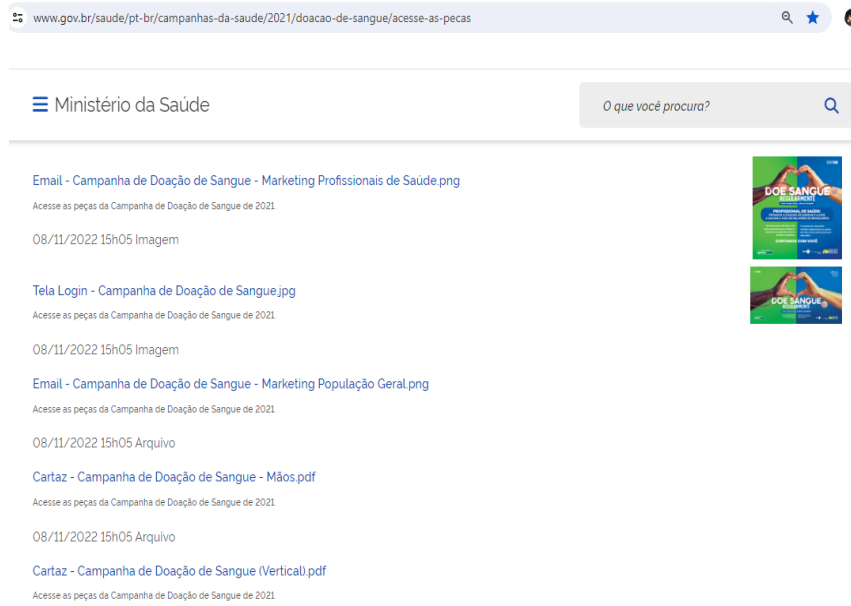 www.gov.br/saude/pt-br/campanhas-da-saude/2021/doacao-de-sangue/acesse-as-pecas
Ministério da Saúde
O que você procura?
Email - Campanha de Doação de Sangue - Marketing Profissionais de Saúde.png
Acesse as peças da Campanha de Doação de Sangue de 2021.
08/11/2022 15h05 Imagem
DOE SANGUE
REGULARMENTE
PROFISSIONAL DE SAÚDE:
CONTAMOS COM VOCÊ
Tela Login - Campanha de Doação de Sangue.jpg
Acesse as peças da Campanha de Doação de Sangue de 2021.
08/11/2022 15h05 Imagem
DOE SANGUE
Email - Campanha de Doação de Sangue - Marketing População Geral.png
Acesse as peças da Campanha de Doação de Sangue de 2021.
08/11/2022 15h05 Arquivo
Cartaz - Campanha de Doação de Sangue - Mãos.pdf
Acesse as peças da Campanha de Doação de Sangue de 2021.
08/11/2022 15h05 Arquivo
Cartaz - Campanha de Doação de Sangue (Vertical).pdf
Acesse as peças da Campanha de Doação de Sangue de 2021.